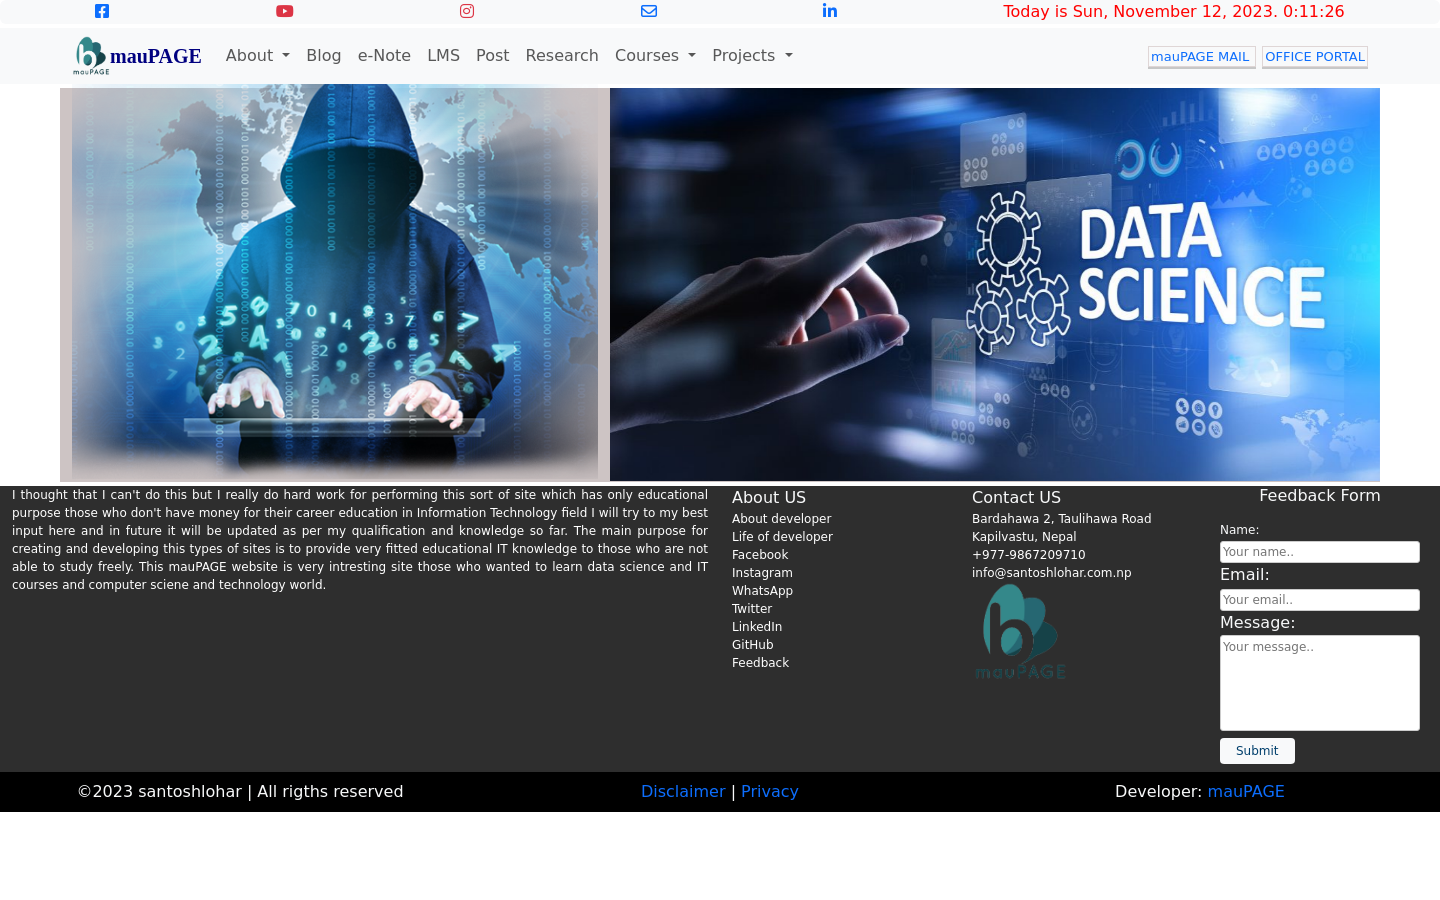 Today is Sun, November 12, 2023. 0:11:26
mauPAGE mauPAGE About Blog e-Note LMS Post Research Courses Projects mauPAGE MAIL OFFICE PORTAL
DATA
SCIENCE
I thought that I can't do this but I really do hard work for performing this sort of site which has only educational
purpose those who don't have money for their career education in Information Technology field I will try to my best
input here and in future it will be updated as per my qualification and knowledge so far. The main purpose for
creating and developing this types of sites is to provide very fitted educational IT knowledge to those who are not
able to study freely. This mauPAGE website is very intresting site those who wanted to learn data science and IT
courses and computer sciene and technology world.
About US
About developer
Life of developer
Facebook
Instagram
WhatsApp
Twitter
LinkedIn
GitHub
Feedback
Contact US
Bardahawa 2, Taulihawa Road
Kapilvastu, Nepal
+977-9867209710
info@santoshlohar.com.np
mauPAGE
Feedback Form
Name:
Your name..
Email:
Your email..
Message:
Your message..
Submit
©2023 santoshlohar | All rigths reserved
Disclaimer | Privacy
Developer: mauPAGE